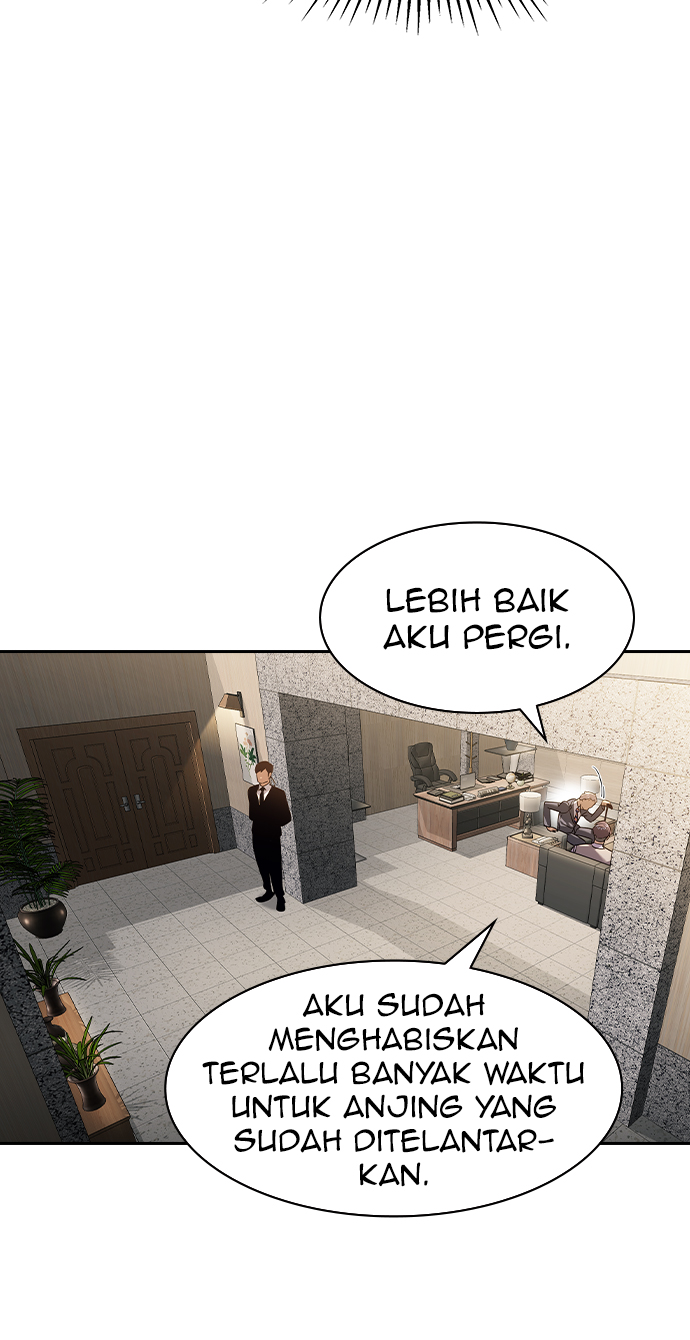 LEBIH BAIK
AKU PERGI.
AKU SUDAH
MENGHABISKAN
TERLALU BANYAK WAKTU
UNTUK ANJING YANG
SUDAH DITELANTAR-
KAN.